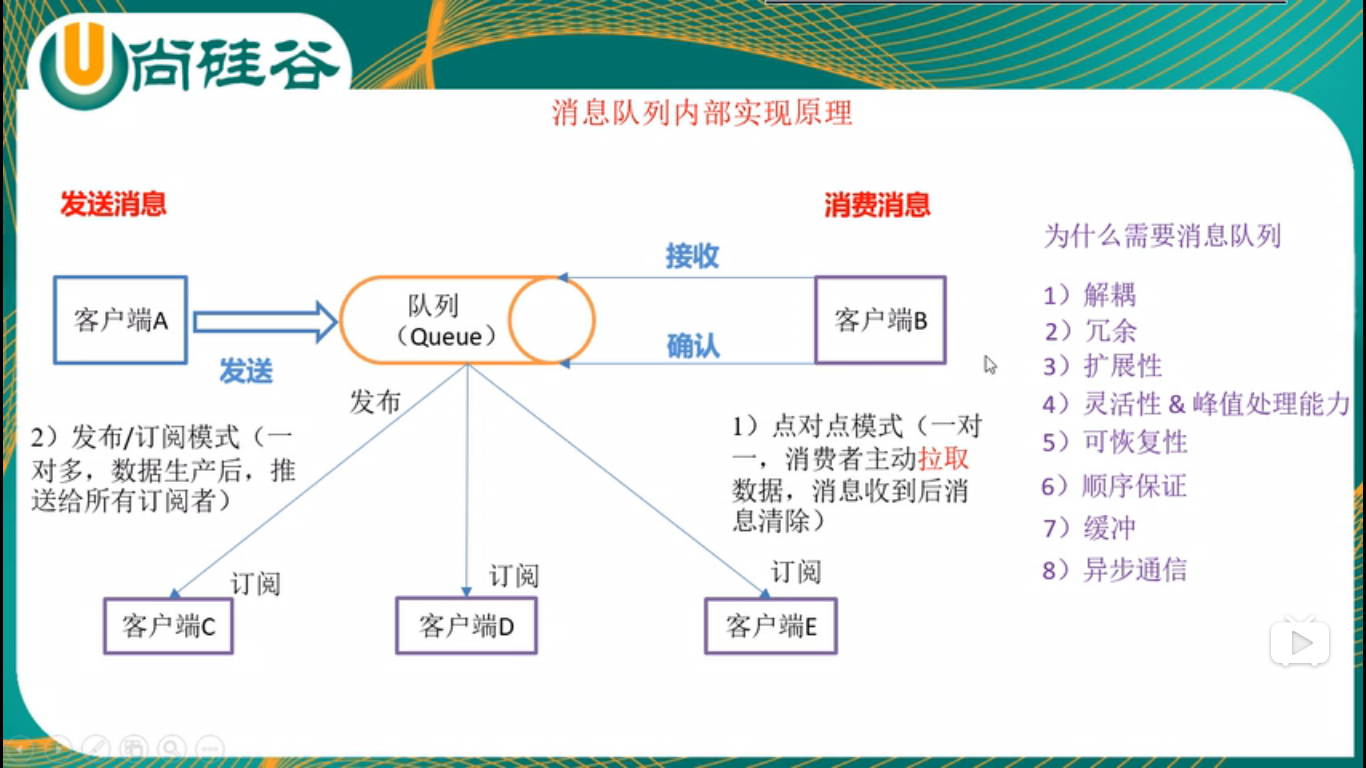 尚硅谷
消息队列内部实现原理
发送消息
消费消息
客户端A
发送
队列
（Queue）
接收
确认
客户端B
发布
2）发布/订阅模式（一
对多，数据生产后，推
送给所有订阅者）
1）点对点模式（一对
一，消费者主动拉取
数据，消息收到后消
息清除）
订阅
订阅
订阅
客户端C
客户端D
客户端E
为什么需要消息队列
1）解耦
2）冗余
3）扩展性
4）灵活性 & 峰值处理能力
5）可恢复性
6）顺序保证
7）缓冲
8）异步通信